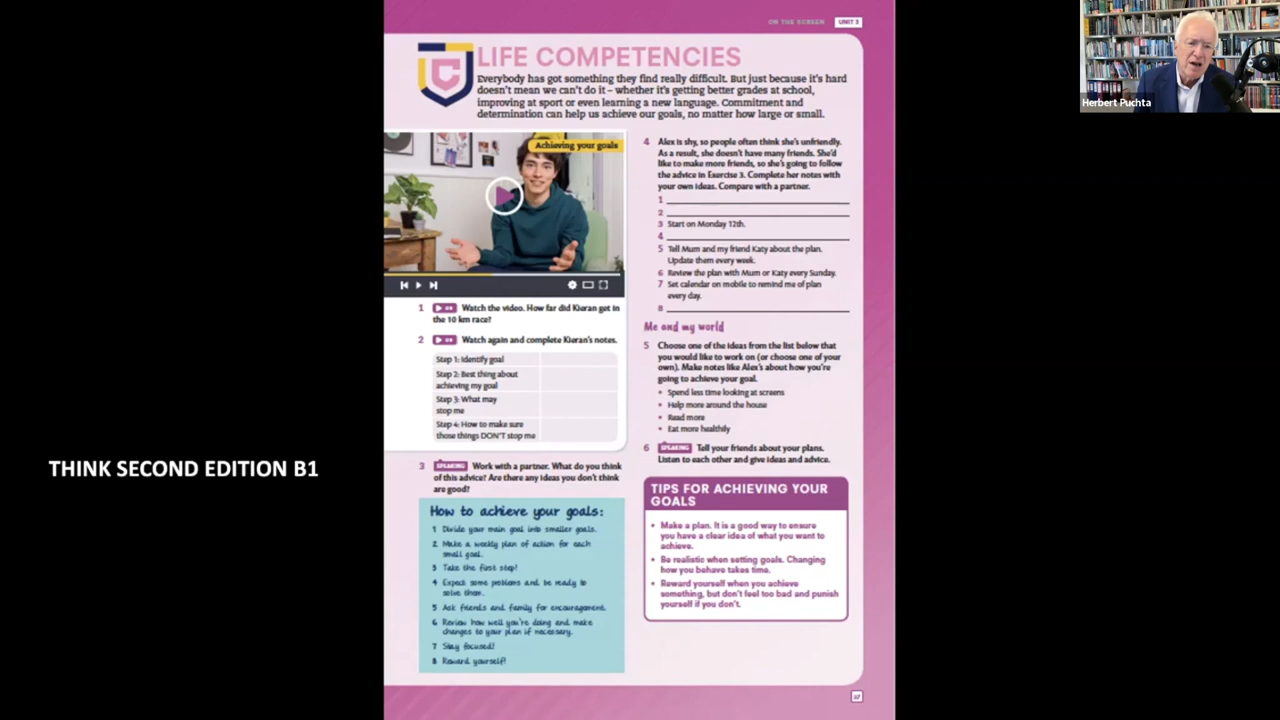 ON THE SCREEN UNIT 3
LIFE COMPETENCIES
Everybody has got something they find really difficult. But just because it's hard
doesn't mean we can't do it – whether it's getting better grades at school,
improving at sport or even learning a new language. Commitment and
determination can help us achieve our goals, no matter how large or small.
Achieving your goals
1 Watch the video. How far did Kieran get in
the 10 km race?
2 Watch again and complete Kieran's notes.
Step 1: Identify goal
Step 2: Best thing about
achieving my goal
Step 3: What may
stop me
Step 4: How to make sure
those things DON'T stop me
3 SPEAKING Work with a partner. What do you think
of this advice? Are there any ideas you don't think
are good?
How to achieve your goals:
1 Divide your main goal into smaller goals.
2 Make a weekly plan of action for each
small goal.
3 Take the first step!
4 Expect some problems and be ready to
solve them.
5 Ask friends and family for encouragement.
6 Review how well you're doing and make
changes to your plan if necessary.
7 Stay focused!
8 Reward yourself!
4 Alex is shy, so people often think she's unfriendly.
As a result, she doesn't have many friends. She'd
like to make more friends, so she's going to follow
the advice in Exercise 3. Complete her notes with
your own ideas. Compare with a partner.
1
2
3 Start on Monday 12th.
4
5 Tell Mum and my friend Katy about the plan.
Update them every week.
6 Review the plan with Mum or Katy every Sunday.
7 Set calendar on mobile to remind me of plan
every day.
8
Me and my world
5 Choose one of the ideas from the list below that
you would like to work on (or choose one of your
own). Make notes like Alex's about how you're
going to achieve your goal.
• Spend less time looking at screens
• Help more around the house
• Read more
• Eat more healthily
6 SPEAKING Tell your friends about your plans.
Listen to each other and give ideas and advice.
TIPS FOR ACHIEVING YOUR
GOALS
• Make a plan. It is a good way to ensure
you have a clear idea of what you want to
achieve.
• Be realistic when setting goals. Changing
how you behave takes time.
• Reward yourself when you achieve
something, but don't feel too bad and punish
yourself if you don't.
THINK SECOND EDITION B1
Herbert Puchta